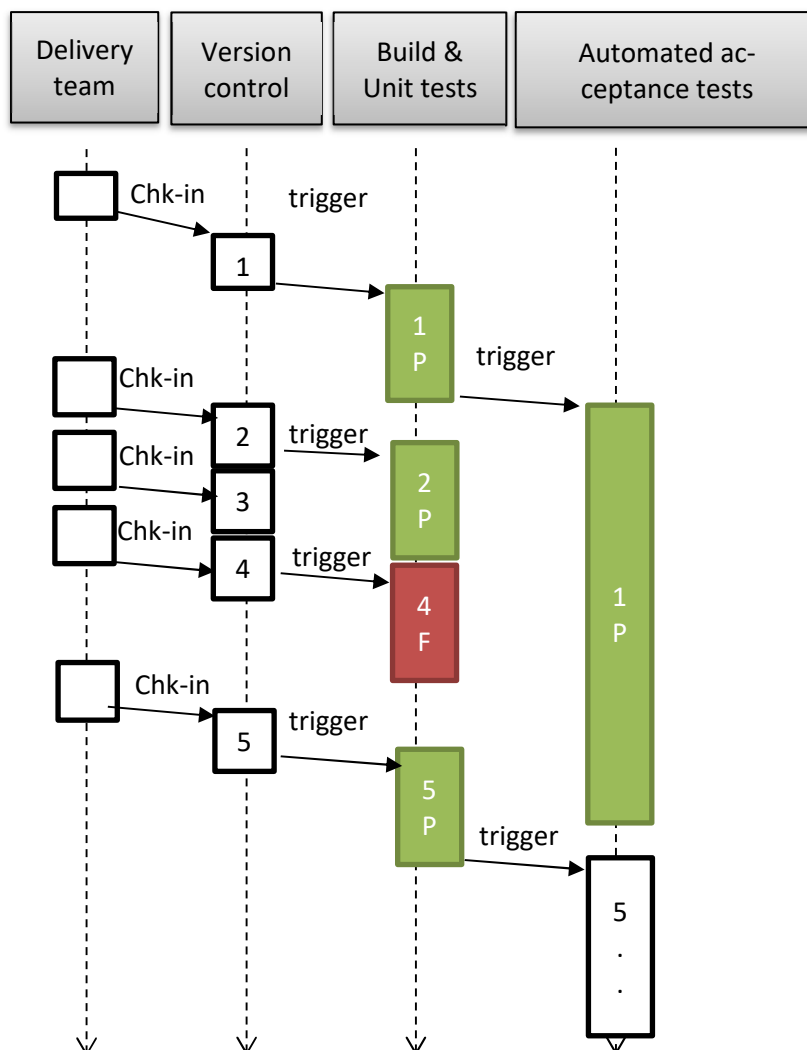 Delivery
team
Version
control
Build &
Unit tests
Automated ac-
ceptance tests
Chk-in
trigger
1
1
P
trigger
Chk-in
2
trigger
Chk-in
3
2
P
Chk-in
4
trigger
4
F
1
P
Chk-in
5
trigger
5
P
trigger
5
.
.